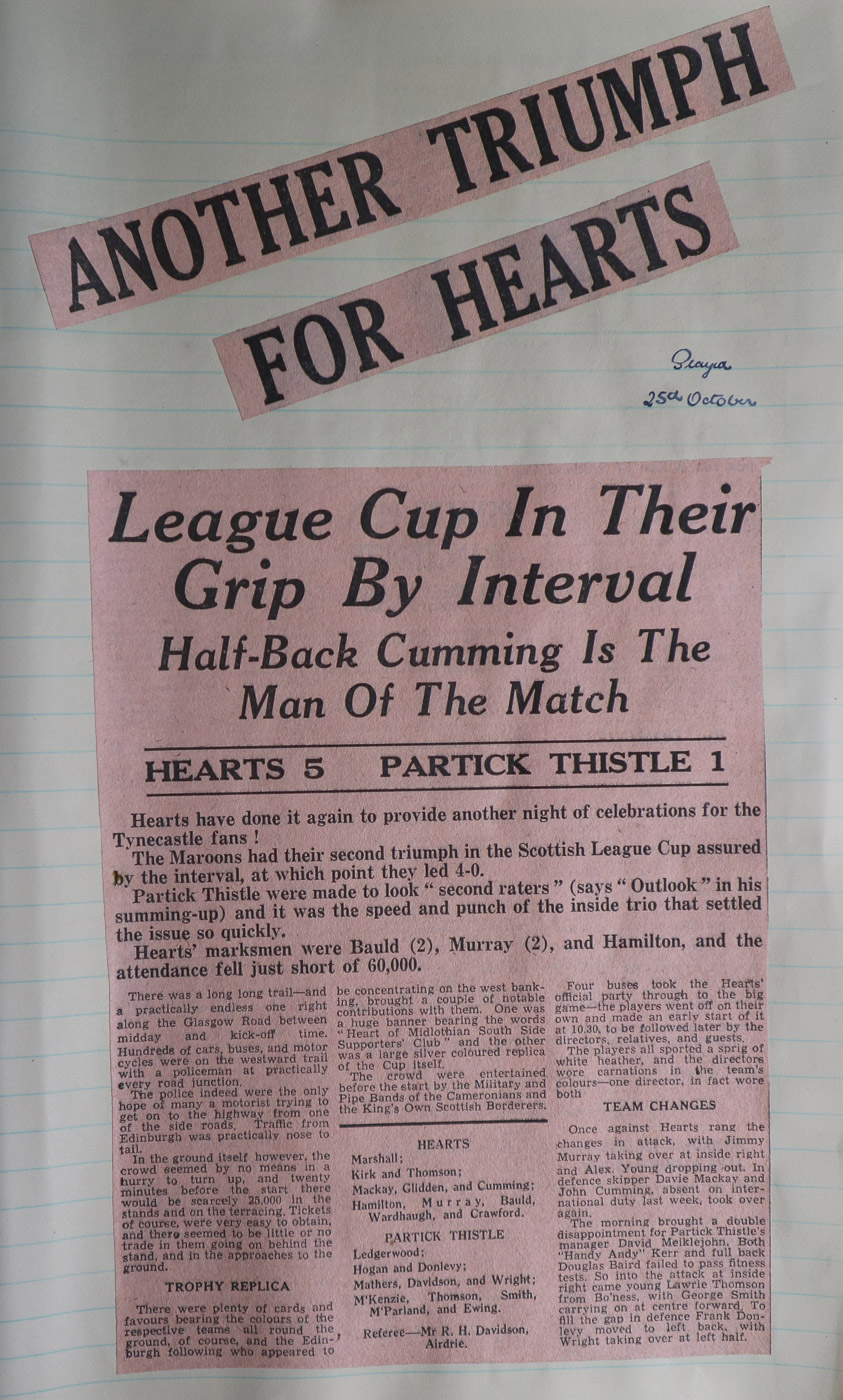 ANOTHER TRIUMPH
FOR HEARTS
25th October
League Cup In Their
Grip By Interval
Half-Back Cumming Is The
Man Of The Match
HEARTS 5 PARTICK THISTLE 1
Hearts have done it again to provide another night of celebrations for the
Tynecastle fans !
The Maroons had their second triumph in the Scottish League Cup assured
by the interval, at which point they led 4-0.
Partick Thistle were made to look “ second raters ” (says “ Outlook ” in his
summing-up) and it was the speed and punch of the inside trio that settled
the issue so quickly.
Hearts' marksmen were Bauld (2), Murray (2), and Hamilton, and the
attendance fell just short of 60,000.
There was a long long trail—and
a practically endless one right
along the Glasgow Road between
midday and kick-off time.
Hundreds of cars, buses, and motor
cycles were on the westward trail
with a policeman at practically
every road junction.
The police indeed were the only
hope of many a motorist trying to
get on to the highway from one
of the side roads. Traffic from
Edinburgh was practically nose to
tail.
In the ground itself however, the
crowd seemed by no means in a
hurry to turn up, and twenty
minutes before the start there
would be scarcely 25,000 in the
stands and on the terracing. Tickets
of course, were very easy to obtain,
and there seemed to be little or no
trade in them going on behind the
stand, and in the approaches to the
ground.
TROPHY REPLICA
There were plenty of cards and
favours bearing the colours of the
respective teams all round the
ground, of course, and the Edin-
burgh following who appeared to
be concentrating on the west bank-
ing, brought a couple of notable
contributions with them. One was
a huge banner bearing the words
“Heart of Midlothian South Side
Supporters' Club” and the other
was a large silver coloured replica
of the Cup itself.
The crowd were entertained
before the start by the Military and
Pipe Bands of the Cameronians and
the King's Own Scottish Borderers.
HEARTS
Marshall;
Kirk and Thomson;
Mackay, Glidden, and Cumming;
Hamilton, Murray, Bauld,
Wardhaugh, and Crawford.
PARTICK THISTLE
Ledgerwood;
Hogan and Donlevy;
Mathers, Davidson, and Wright;
M'Kenzie, Thomson, Smith,
M'Parland, and Ewing.
Referee—Mr R. H. Davidson,
Airdrie.
Four buses took the Hearts'
official party through to the big
game—the players went off on their
own and made an early start of it
at 10.30, to be followed later by the
directors, relatives, and guests.
The players all sported a sprig of
white heather, and the directors
wore carnations in the team's
colours—one director, in fact wore
both
TEAM CHANGES
Once against Hearts rang the
changes in attack, with Jimmy
Murray taking over at inside right
and Alex. Young dropping out. In
defence skipper Davie Mackay and
John Cumming, absent on inter-
national duty last week, took over
again.
The morning brought a double
disappointment for Partick Thistle's
manager David Meiklejohn. Both
“Handy Andy” Kerr and full back
Douglas Baird failed to pass fitness
tests. So into the attack at inside
right came young Lawrie Thomson
from Bo'ness, with George Smith
carrying on at centre forward. To
fill the gap in defence Frank Don-
levy moved to left back, with
Wright taking over at left half.